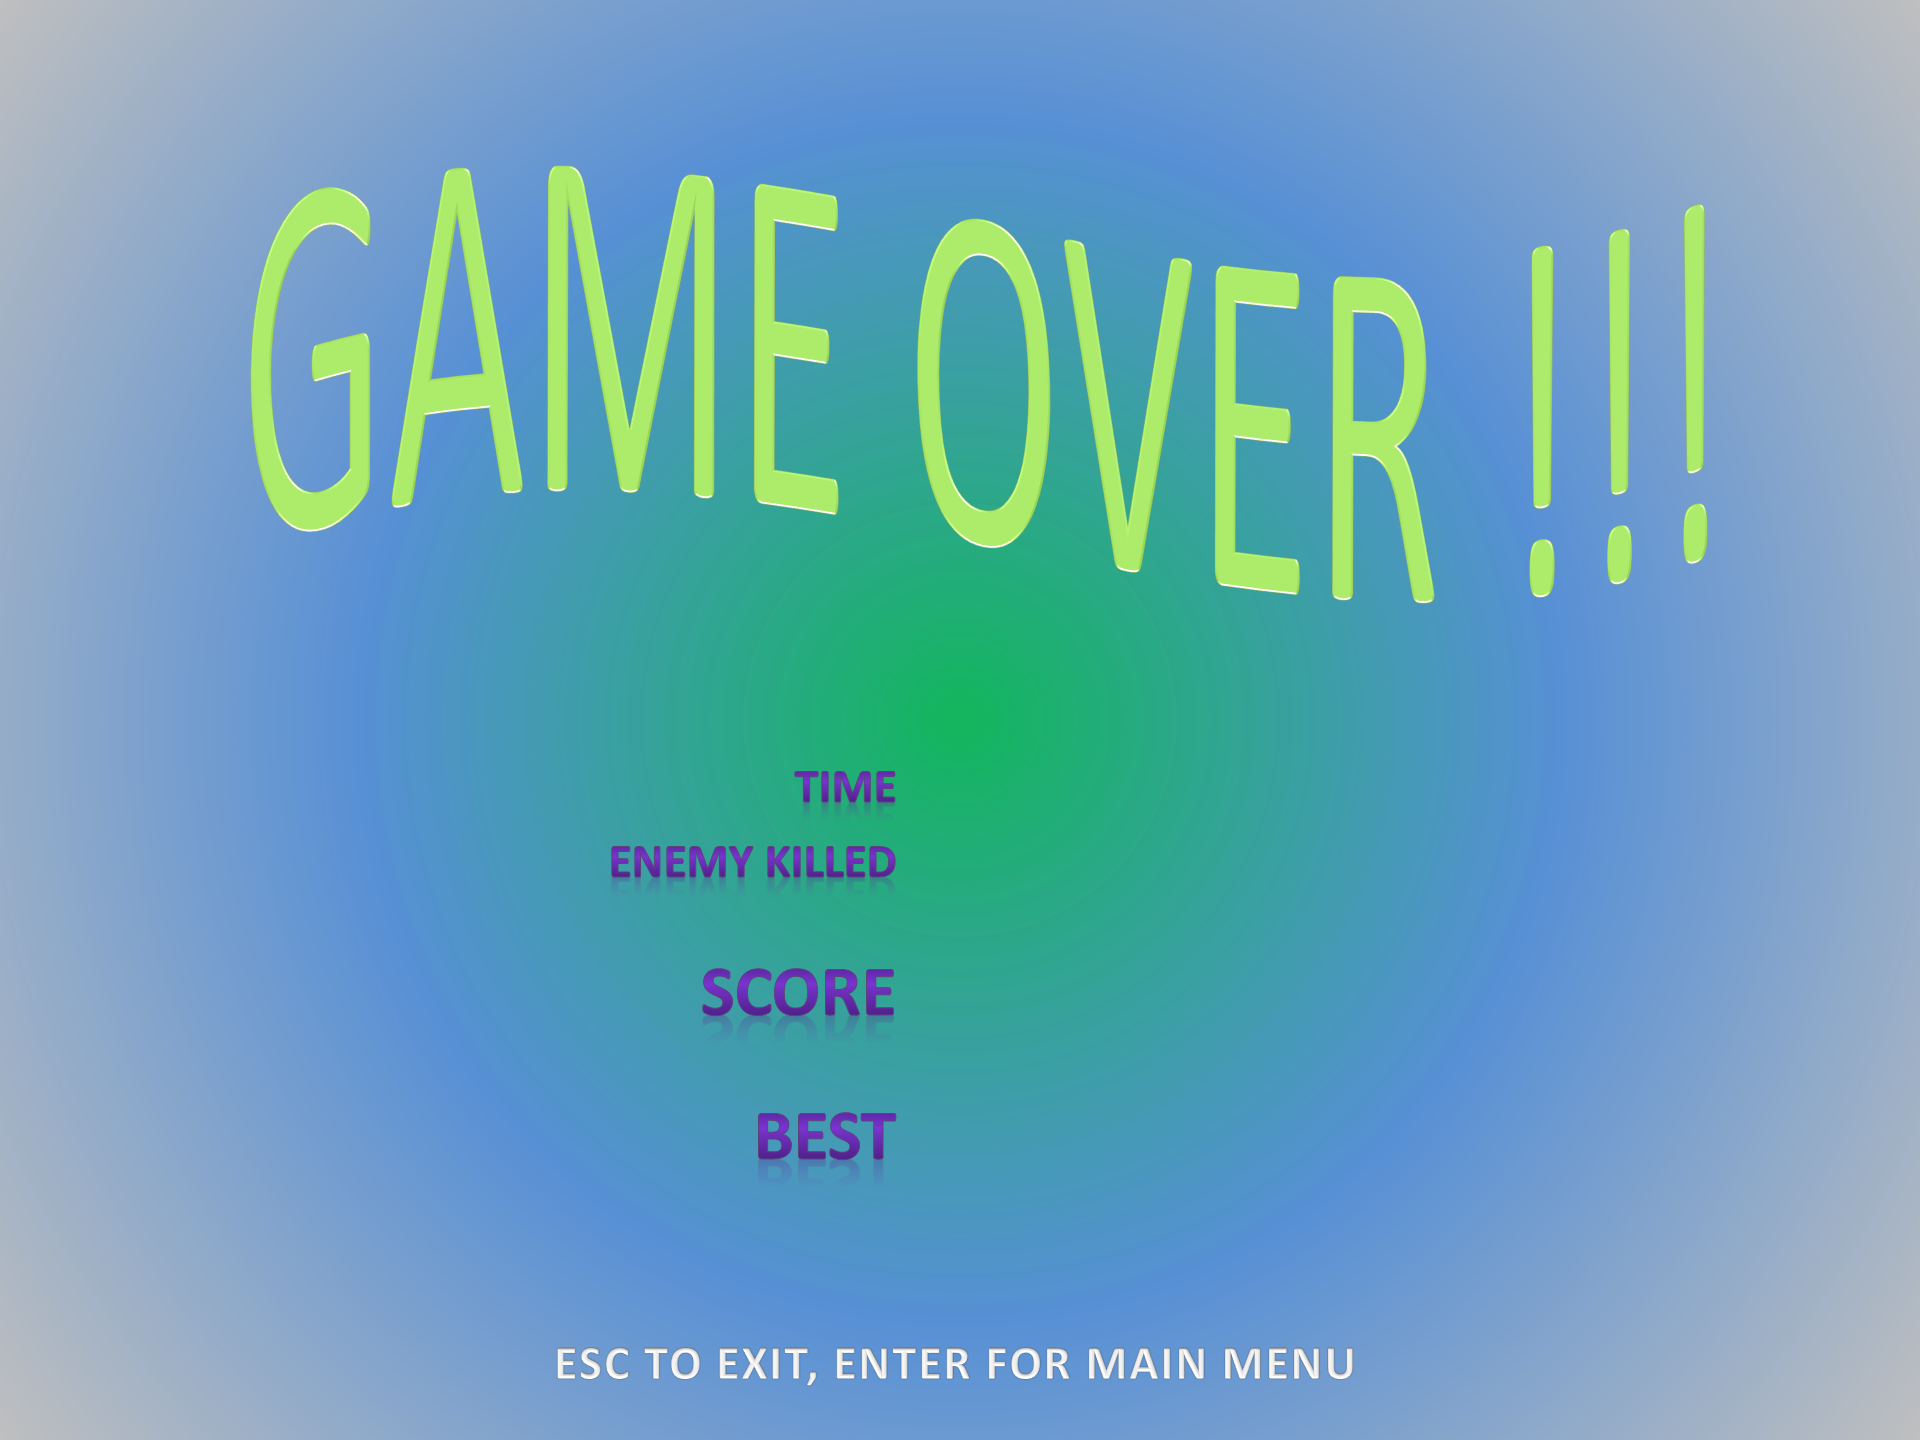 GAME OVER !!!
TIME
ENEMY KILLED
SCORE
BEST
ESC TO EXIT, ENTER FOR MAIN MENU